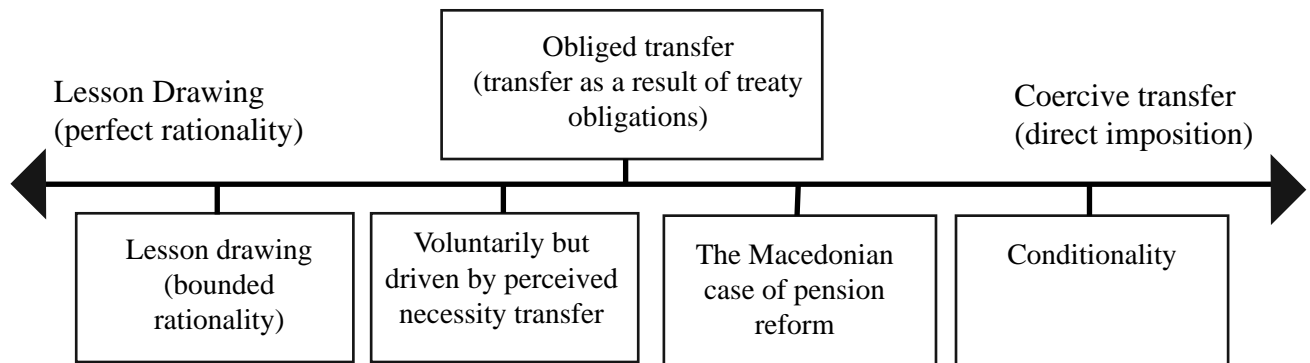 Obliged transfer
(transfer as a result of treaty
obligations)
Lesson Drawing
(perfect rationality)
Coercive transfer
(direct imposition)
Lesson drawing
(bounded
rationality)
Voluntarily but
driven by perceived
necessity transfer
The Macedonian
case of pension
reform
Conditionality